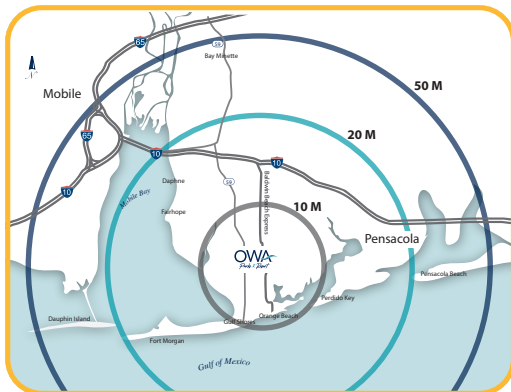 65
59
Bay Minette
50 M
Mobile
65
20 M
10
10
10
Daphne
59
Baldwin Beach Express
Mobile Bay
Fairhope
10 M
OWA
Parks & Resort
Pensacola
Pensacola Beach
Perdido Key
Orange Beach
Gulf Shores
Dauphin Island
Fort Morgan
Gulf of Mexico